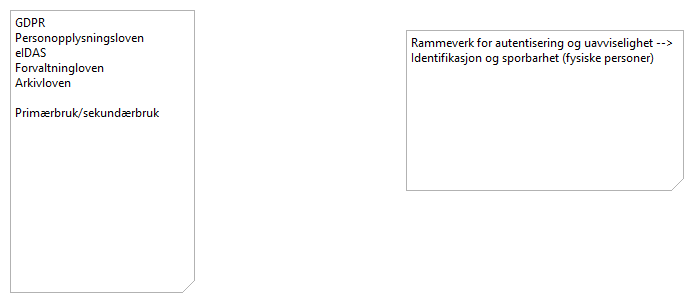 GDPR
Personopplysningsloven
eIDAS
Forvaltningloven
Arkivloven
Primærbruk/sekundærbruk
Rammeverk for autentisering og uavviselighet -->
Identifikasjon og sporbarhet (fysiske personer)